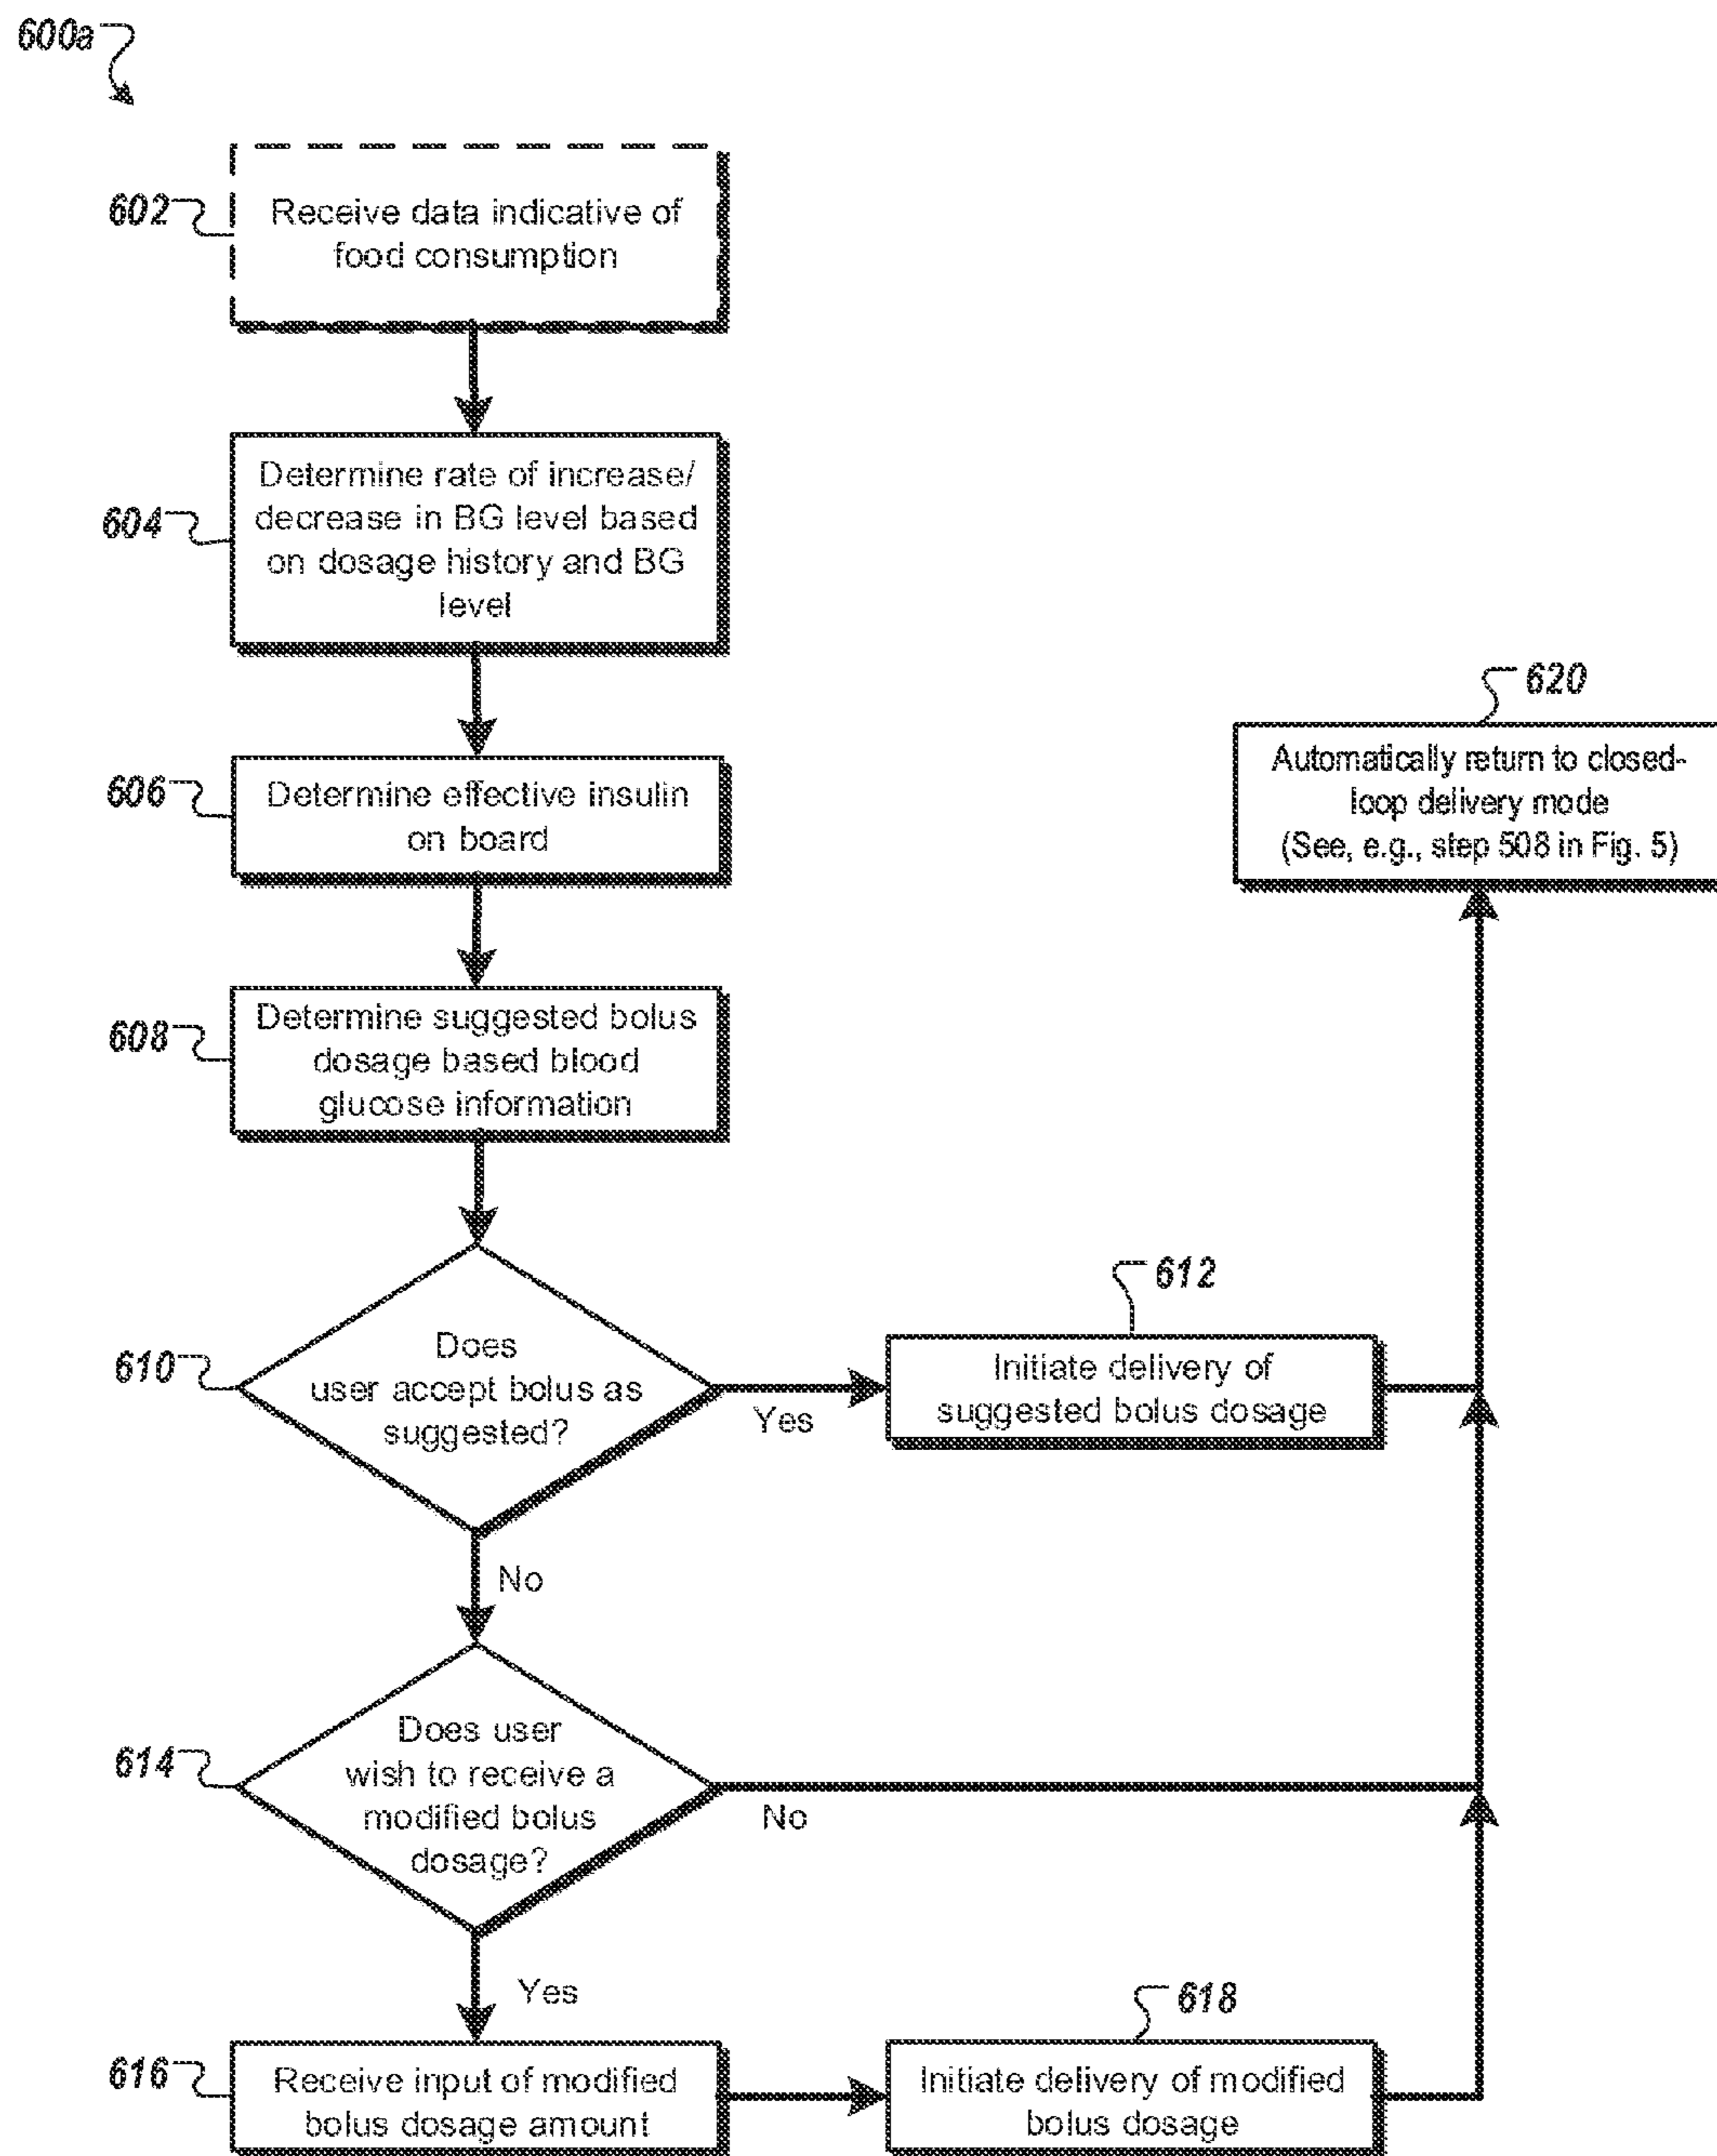 600a
602
Receive data indicative of
food consumption
604
Determine rate of increase/
decrease in BG level based
on dosage history and BG
level
606
Determine effective insulin
on board
608
Determine suggested bolus
dosage based blood
glucose information
610
Does
user accept bolus as
suggested?
Yes
No
612
Initiate delivery of
suggested bolus dosage
614
Does user
wish to receive a
modified bolus
dosage?
No
Yes
616
Receive input of modified
bolus dosage amount
618
Initiate delivery of modified
bolus dosage
620
Automatically return to closed-
loop delivery mode
(See, e.g., step 508 in Fig. 5)